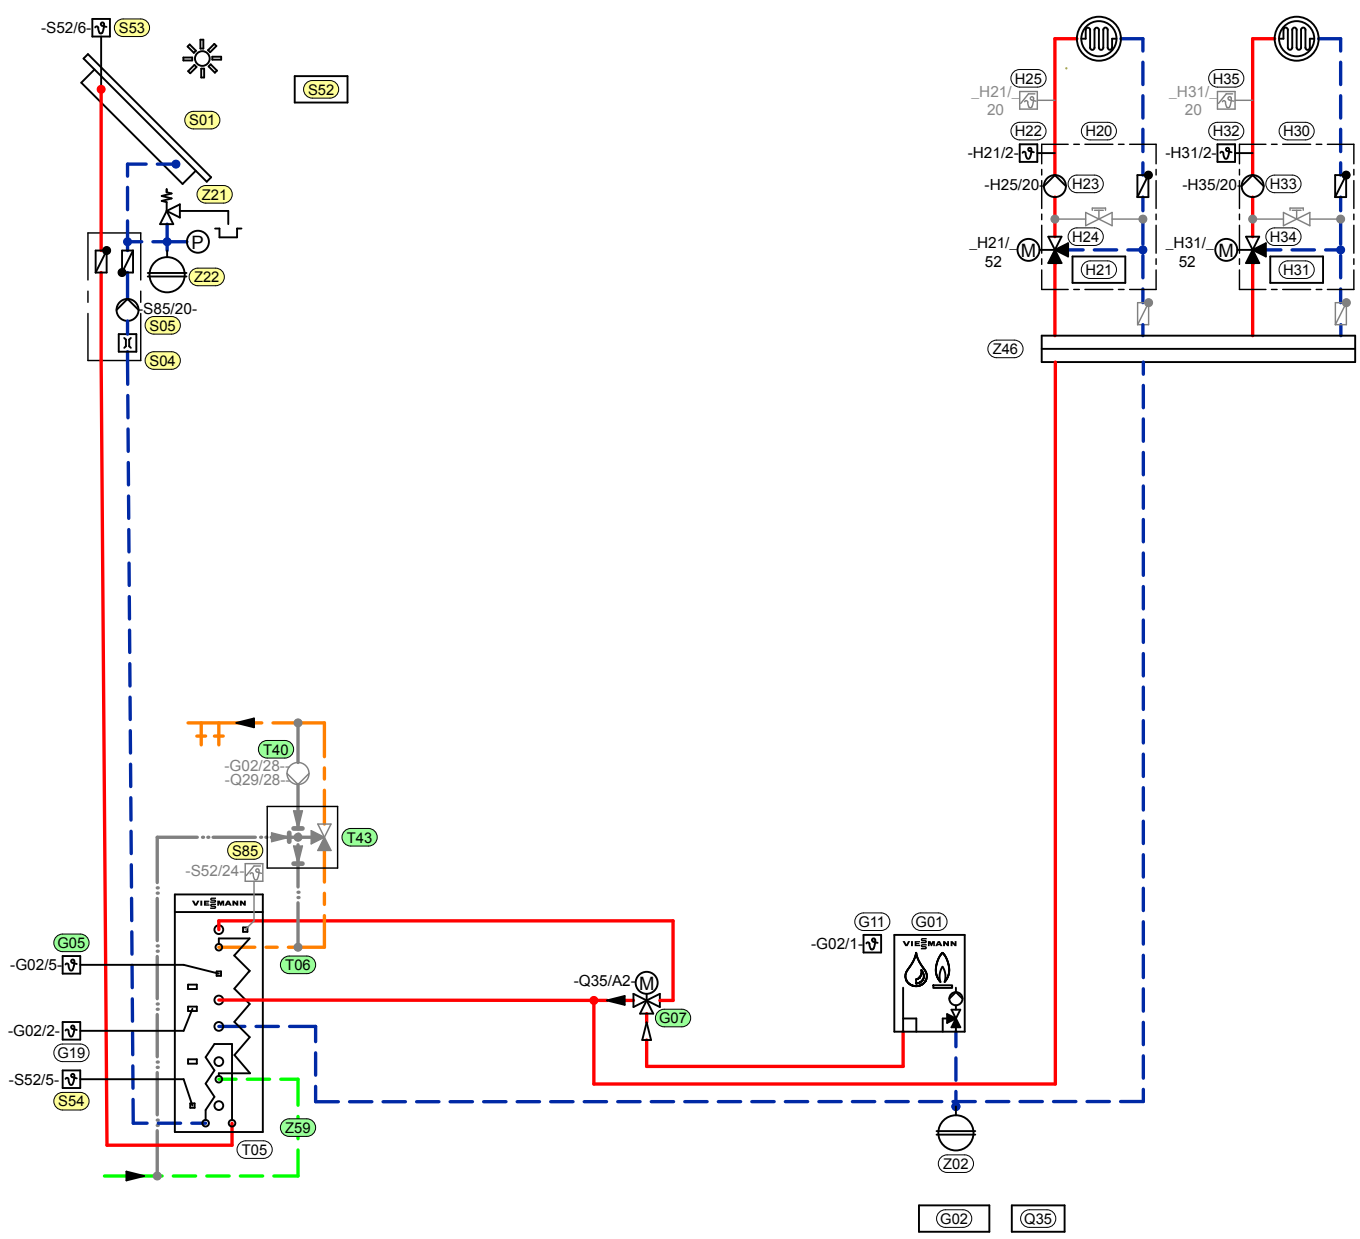 -S52/6-
S53
S52
S01
Z21
P
Z22
-S85/20-
S05
S04
H25
_H21/_
20
H22
H20
-H21/2-
-H25/20-
H23
_H21/_
52
M
H24
H21
H35
_H31/_
20
H32
H30
-H31/2-
-H35/20-
H33
_H31/_
52
M
H34
H31
Z46
T40
-G02/28-
-Q29/28-
T43
S85
-S52/24-
VIESSMANN
G05
-G02/5-
T06
-G02/2-
G19
-S52/5-
S54
Z59
T05
-Q35/A2-
M
G07
G11
G01
-G02/1-
VIESSMANN
Z02
G02
Q35